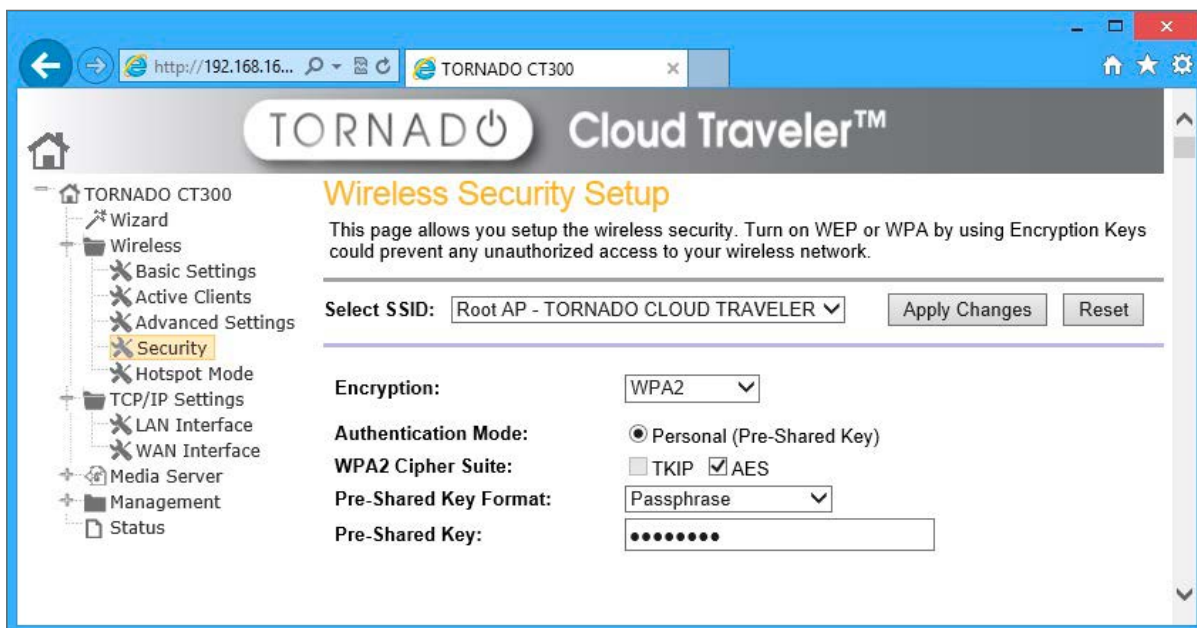 http://192.168.16...
TORNADO CT300
TORNADO Cloud Traveler™
TORNADO CT300
Wizard
Wireless
Basic Settings
Active Clients
Advanced Settings
Security
Hotspot Mode
TCP/IP Settings
LAN Interface
WAN Interface
Media Server
Management
Status
Wireless Security Setup
This page allows you setup the wireless security. Turn on WEP or WPA by using Encryption Keys
could prevent any unauthorized access to your wireless network.
Select SSID: Root AP - TORNADO CLOUD TRAVELER Apply Changes Reset
Encryption: WPA2
Authentication Mode: Personal (Pre-Shared Key)
WPA2 Cipher Suite: TKIP AES
Pre-Shared Key Format: Passphrase
Pre-Shared Key: ●●●●●●●●